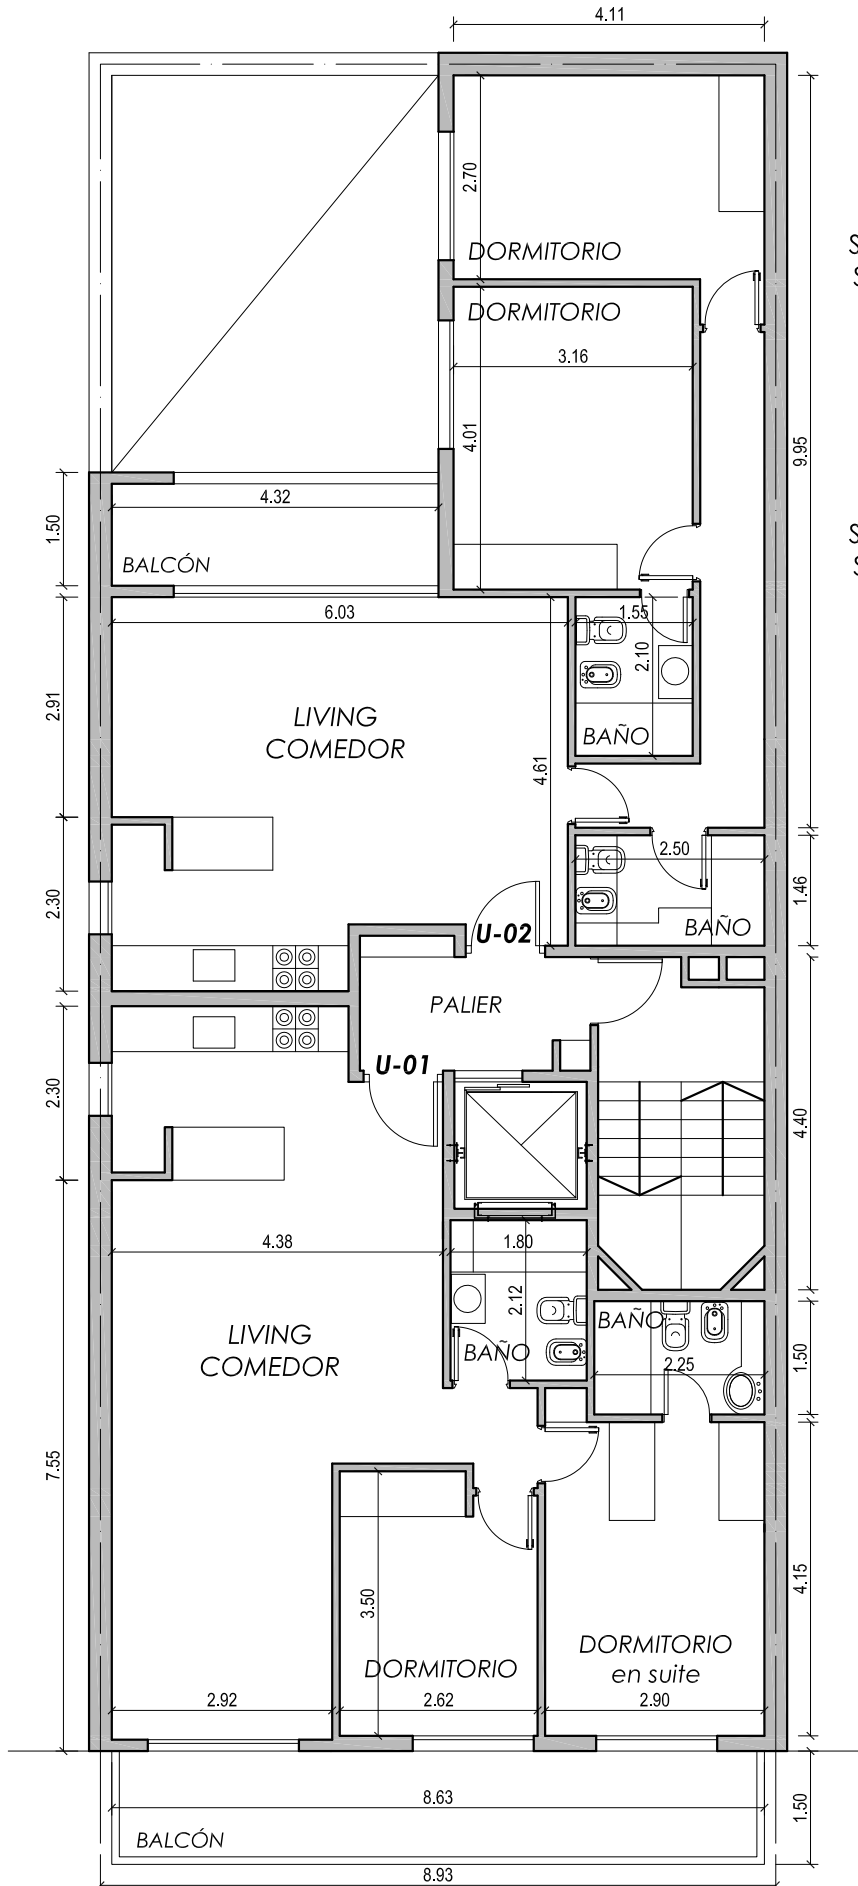 4.11
2.70
DORMITORIO
DORMITORIO
3.16
4.01
9.95
4.32
1.50
BALCÓN
6.03
1.55
2.10
2.91
LIVING
COMEDOR
BAÑO
4.61
2.50
1.46
2.30
BAÑO
U-02
PALIER
U-01
2.30
4.40
4.38
1.80
2.12
BAÑO
LIVING
COMEDOR
BAÑO
2.25
1.50
7.55
3.50
4.15
DORMITORIO
DORMITORIO
en suite
2.92
2.62
2.90
8.63
1.50
BALCÓN
8.93